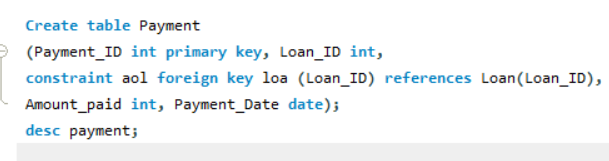 Create table Payment
(Payment_ID int primary key, Loan_ID int,
constraint aol foreign key loa (Loan_ID) references Loan(Loan_ID),
Amount_paid int, Payment_Date date);
desc payment;